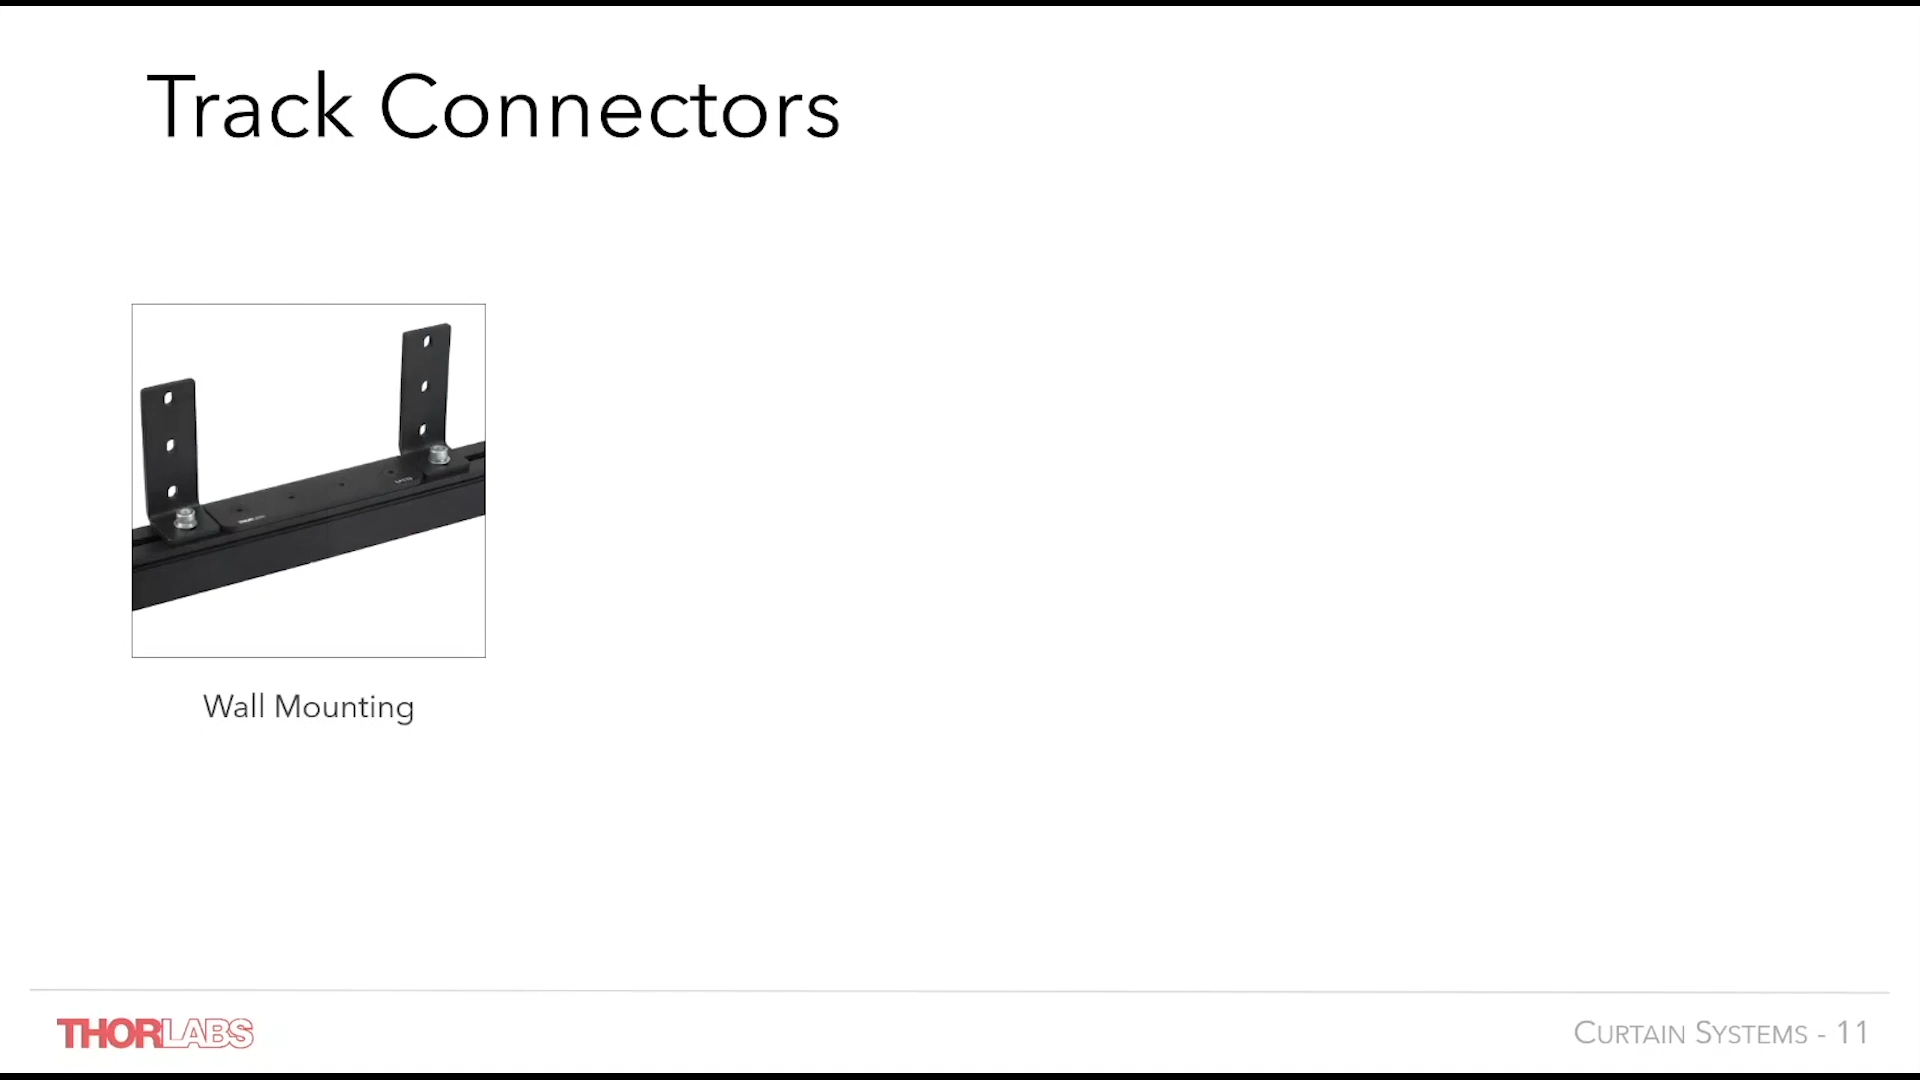 Track Connectors
Wall Mounting
THORLABS
CURTAIN SYSTEMS - 11